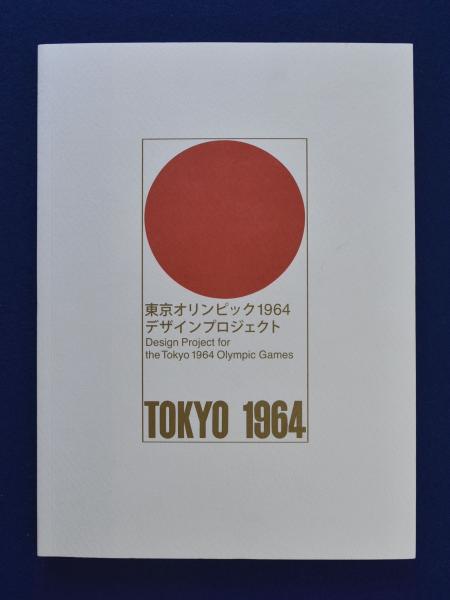 東京オリンピック1964
デザインプロジェクト
Design Project for
the Tokyo 1964 Olympic Games
TOKYO 1964